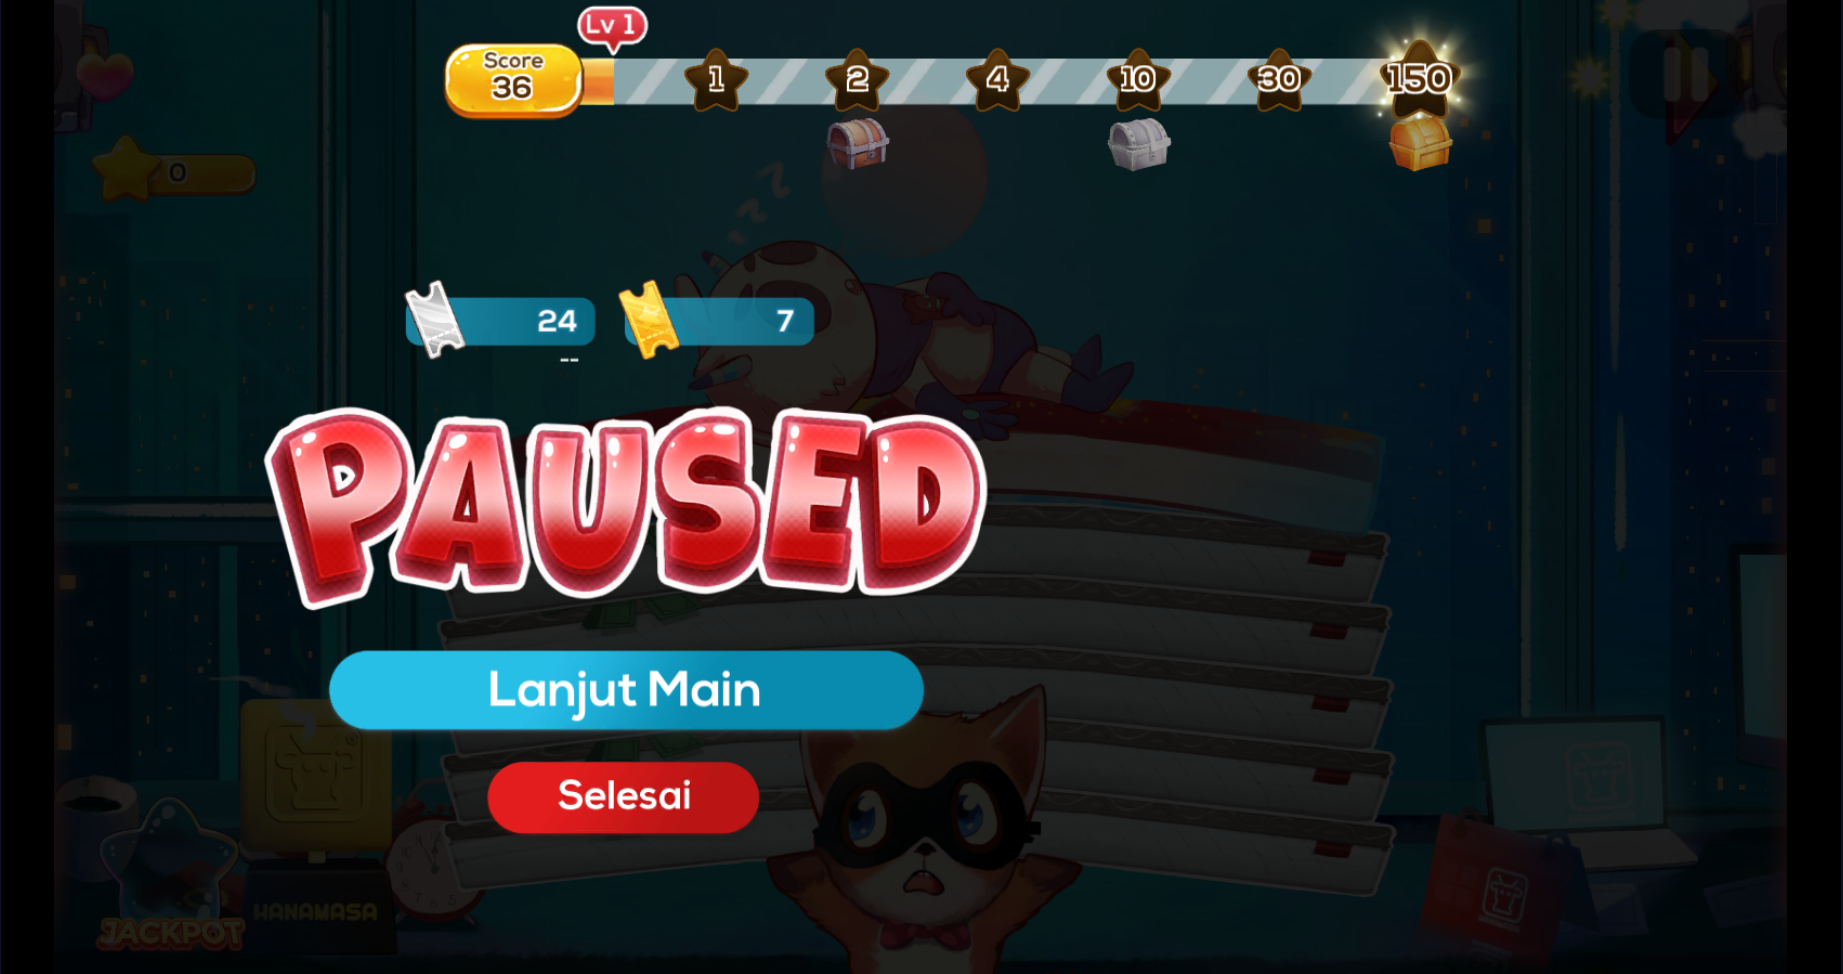 Lv 1
Score
36
1
2
4
10
30
150
0
z z z
24
7
--
PAUSED
Lanjut Main
Selesai
HANAMASA
JACKPOT